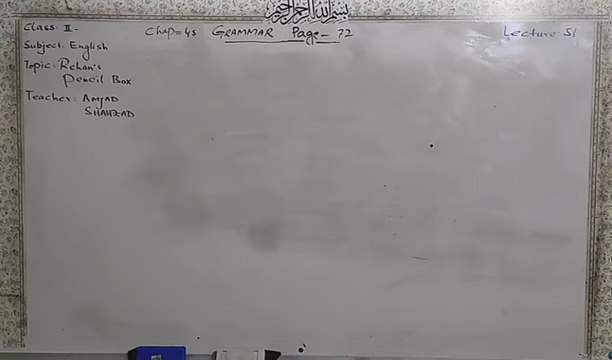 بسم الله الرحمن الرحيم
Class: II- Chap=45 GRAMMAR Page- 72 Lecture: 51
Subject: English
Topic: Rehan's
Pencil Box
Teacher: AMJAD
SHAHZAD